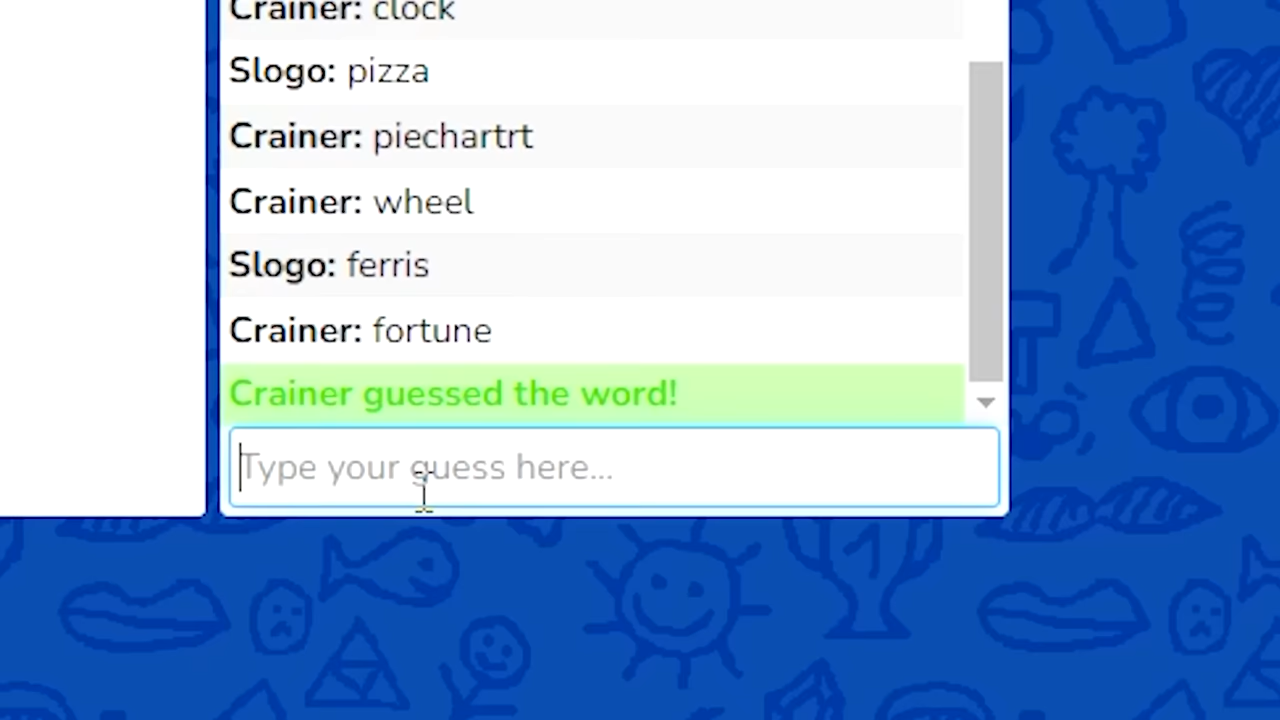 Crainer: clock
Slogo: pizza
Crainer: piechartrt
Crainer: wheel
Slogo: ferris
Crainer: fortune
Crainer guessed the word!
Type your guess here...